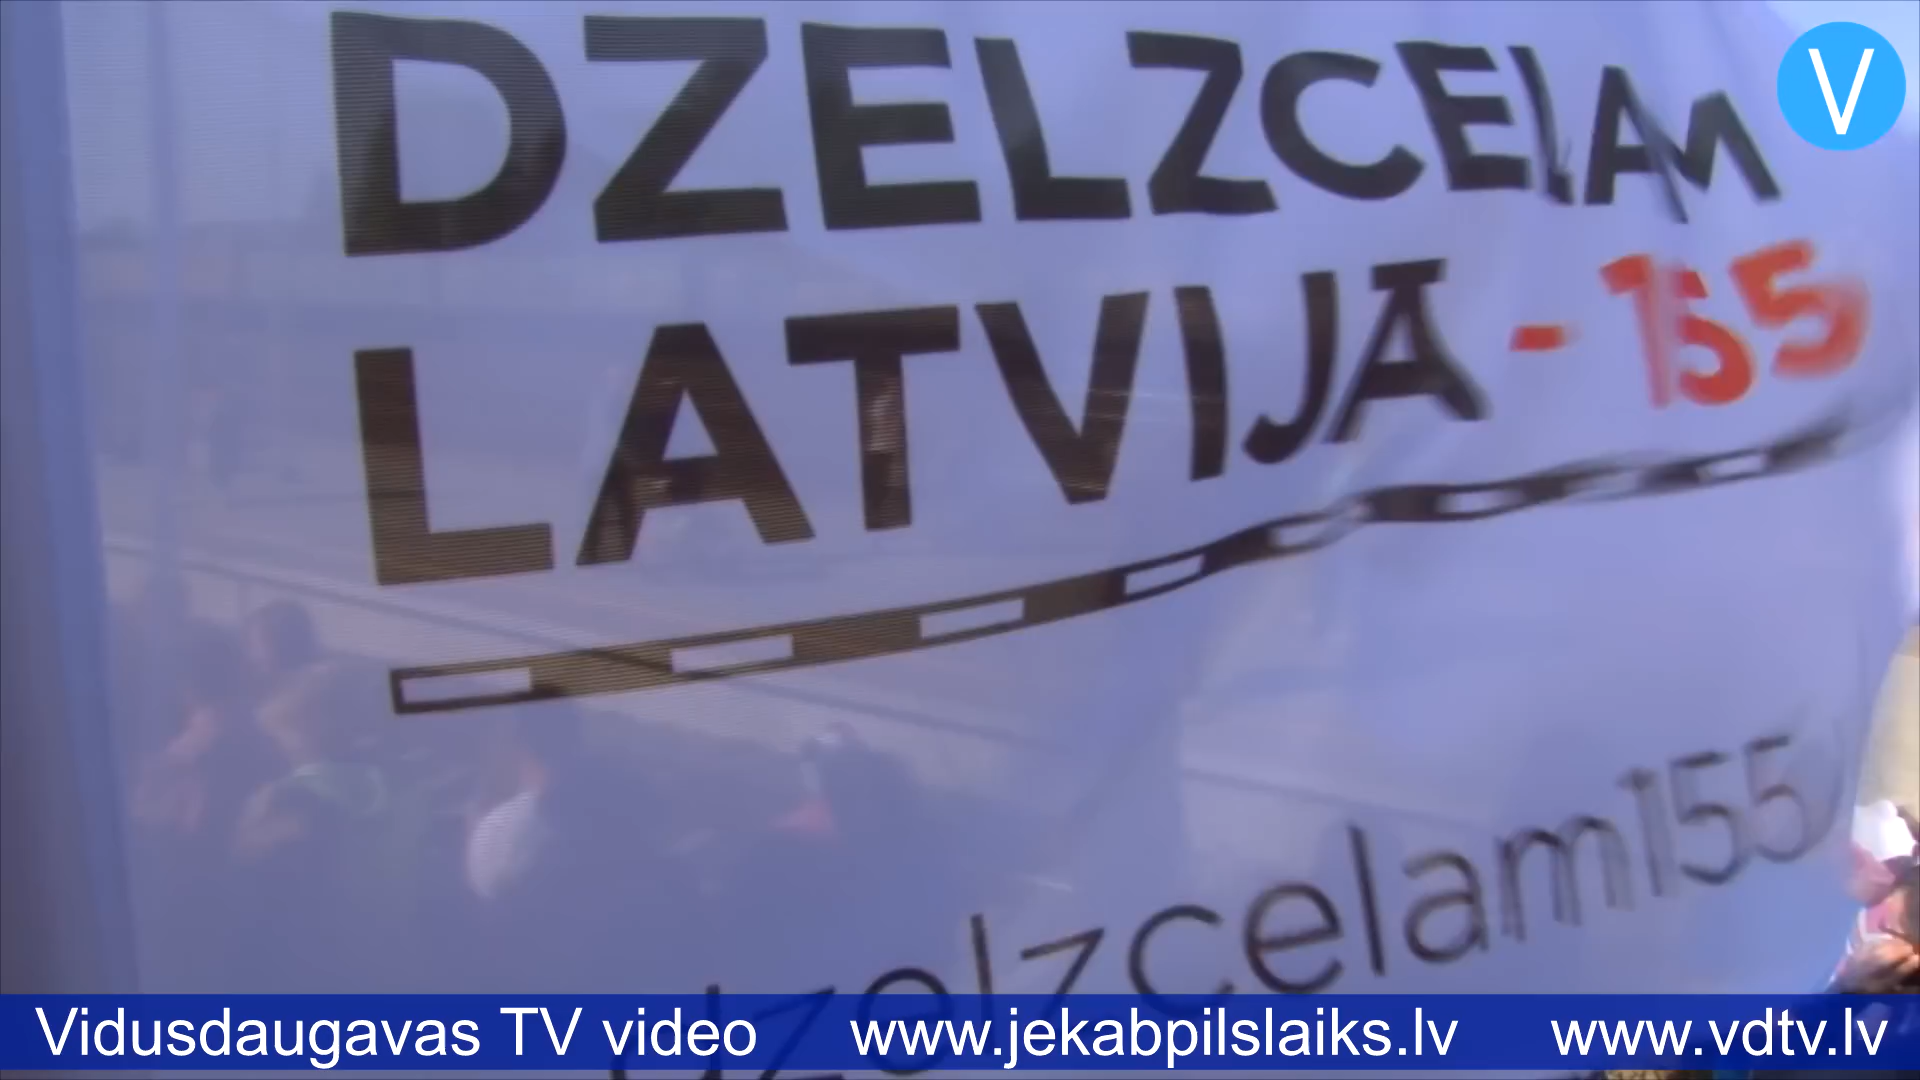 V
DZELZCEĻAM
LATVIJĀ - 155
dzelzcelam155
Vidusdaugavas TV video www.jekabpilslaiks.lv www.vdtv.lv